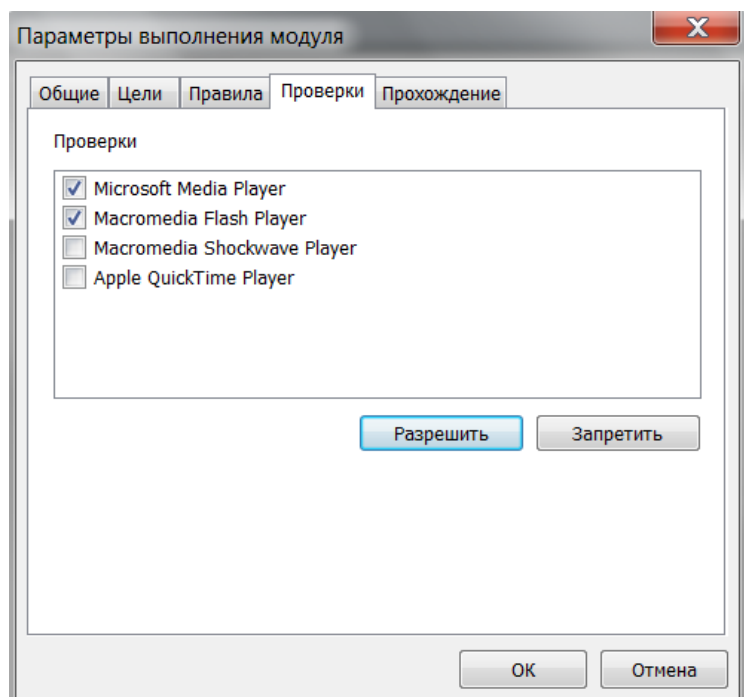 Параметры выполнения модуля
Общие Цели Правила Проверки Прохождение
Проверки
Microsoft Media Player
Macromedia Flash Player
Macromedia Shockwave Player
Apple QuickTime Player
Разрешить Запретить
ОК Отмена